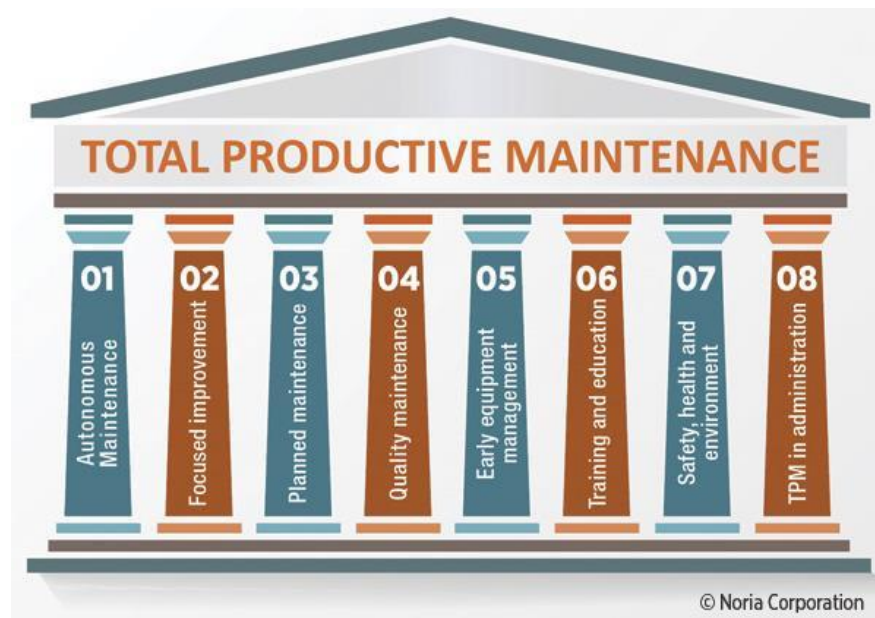 TOTAL PRODUCTIVE MAINTENANCE
01
Autonomous
Maintenance
02
Focused improvement
03
Planned maintenance
04
Quality maintenance
05
Early equipment
management
06
Training and education
07
Safety, health and
environment
08
TPM in administration
© Noria Corporation